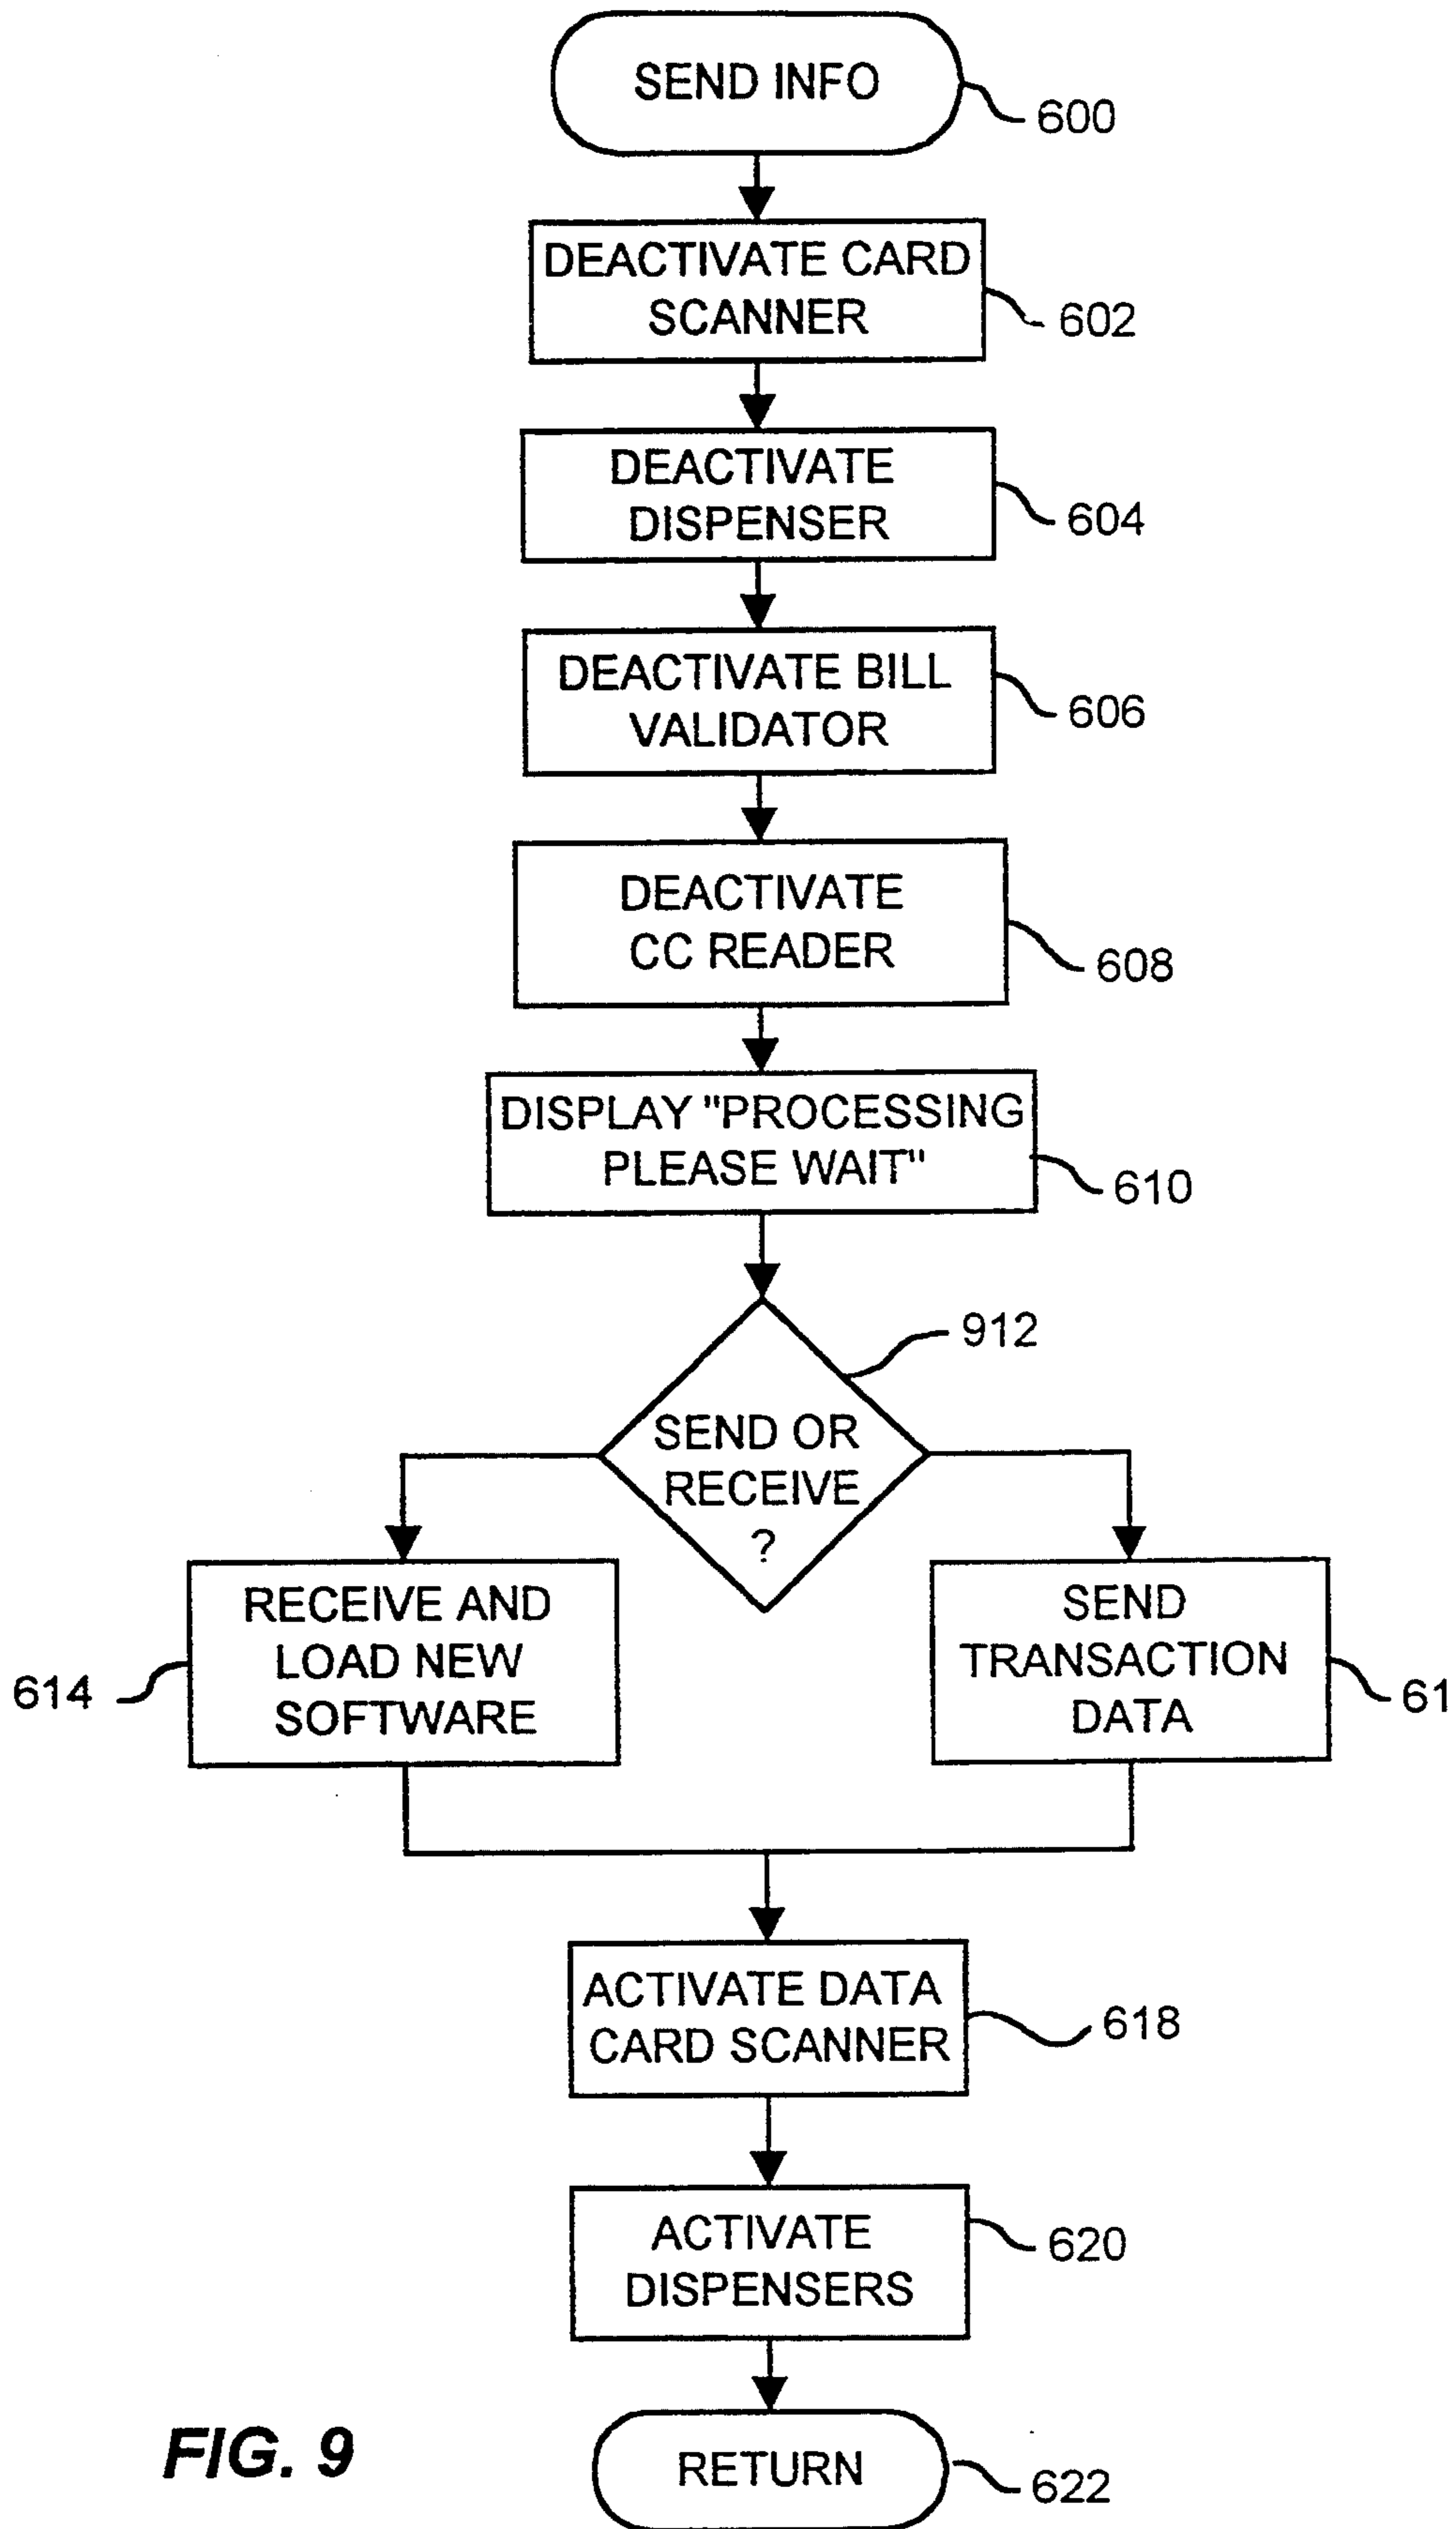 SEND INFO
600
DEACTIVATE CARD
SCANNER
602
DEACTIVATE
DISPENSER
604
DEACTIVATE BILL
VALIDATOR
606
DEACTIVATE
CC READER
608
DISPLAY "PROCESSING
PLEASE WAIT"
610
912
SEND OR
RECEIVE
?
RECEIVE AND
LOAD NEW
SOFTWARE
614
SEND
TRANSACTION
DATA
61
ACTIVATE DATA
CARD SCANNER
618
ACTIVATE
DISPENSERS
620
RETURN
622
FIG. 9